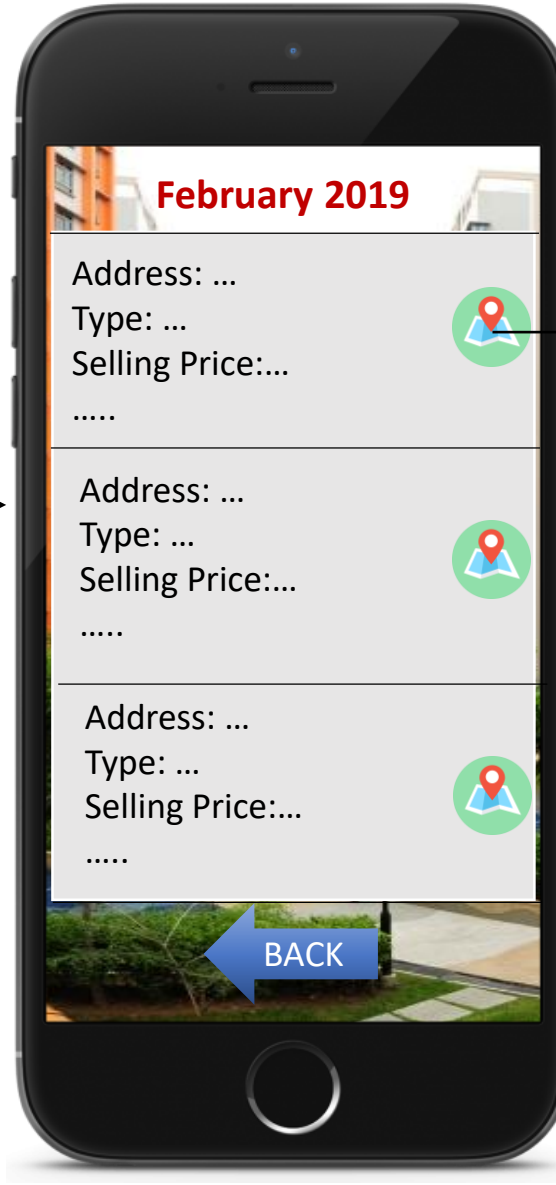 February 2019
Address: …
Type: …
Selling Price:…
…..
Address: …
Type: …
Selling Price:…
…..
Address: …
Type: …
Selling Price:…
…..
BACK